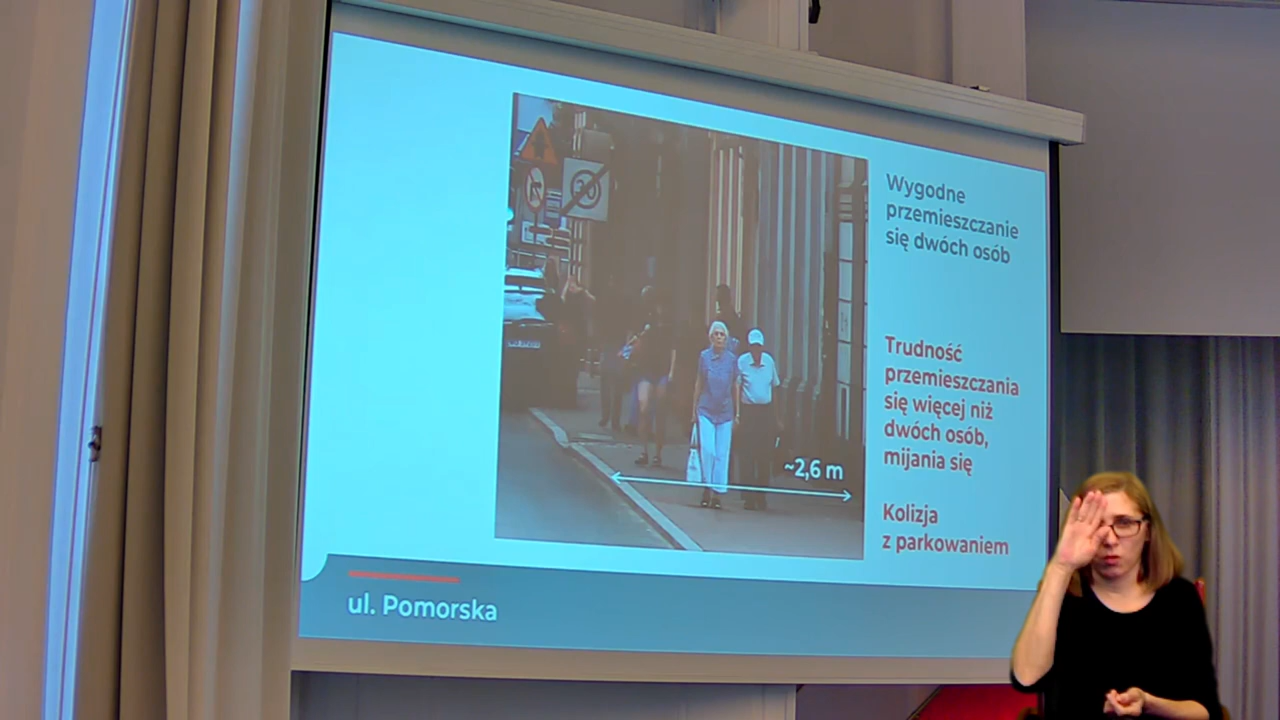 30
Wygodne
przemieszczanie
się dwóch osób
Trudność
przemieszczania
się więcej niż
dwóch osób,
mijania się
~2,6 m
Kolizja
z parkowaniem
ul. Pomorska